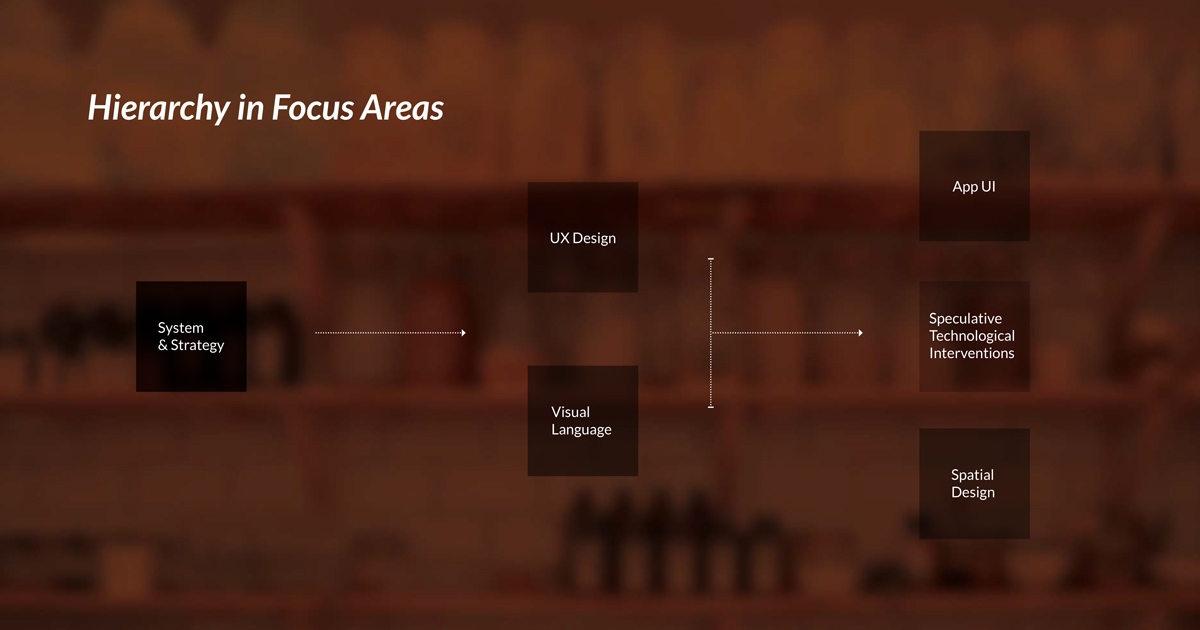 Hierarchy in Focus Areas
System
& Strategy
UX Design
Visual
Language
App UI
Speculative
Technological
Interventions
Spatial
Design